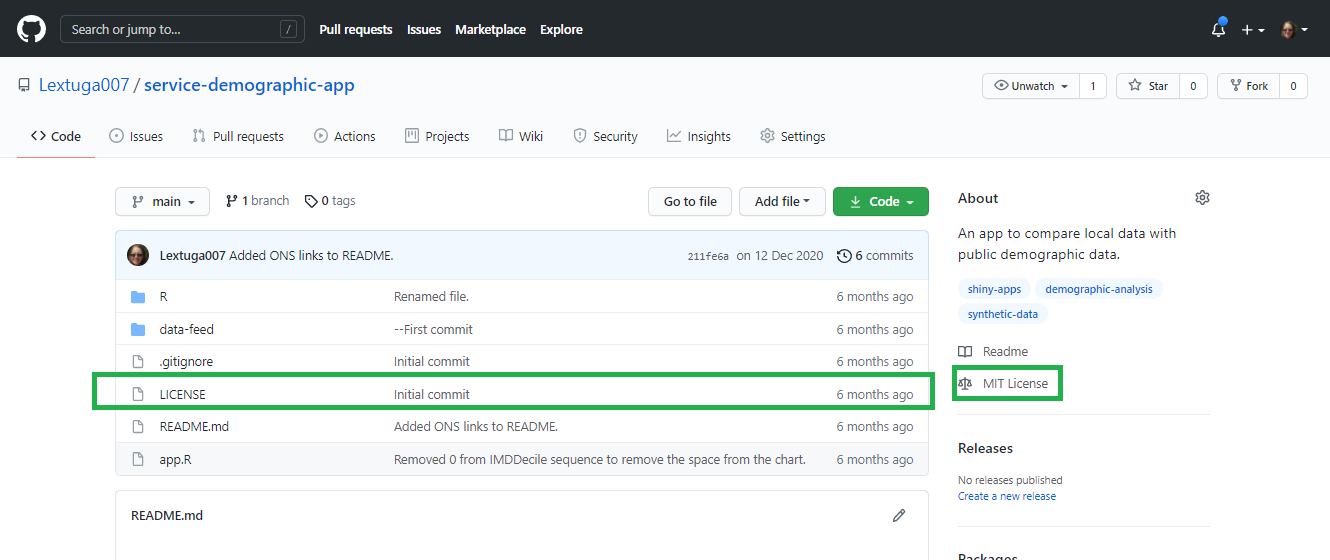 Search or jump to... / Pull requests Issues Marketplace Explore
Lextuga007 / service-demographic-app Unwatch 1 Star 0 Fork 0
Code Issues Pull requests Actions Projects Wiki Security Insights Settings
main 1 branch 0 tags Go to file Add file Code
Lextuga007 Added ONS links to README. 211fe6a on 12 Dec 2020 6 commits
R Renamed file. 6 months ago
data-feed --First commit 6 months ago
.gitignore Initial commit 6 months ago
LICENSE Initial commit 6 months ago
README.md Added ONS links to README. 6 months ago
app.R Removed 0 from IMDDecile sequence to remove the space from the chart. 6 months ago
README.md
About
An app to compare local data with
public demographic data.
shiny-apps demographic-analysis
synthetic-data
Readme
MIT License
Releases
No releases published
Create a new release
Packages